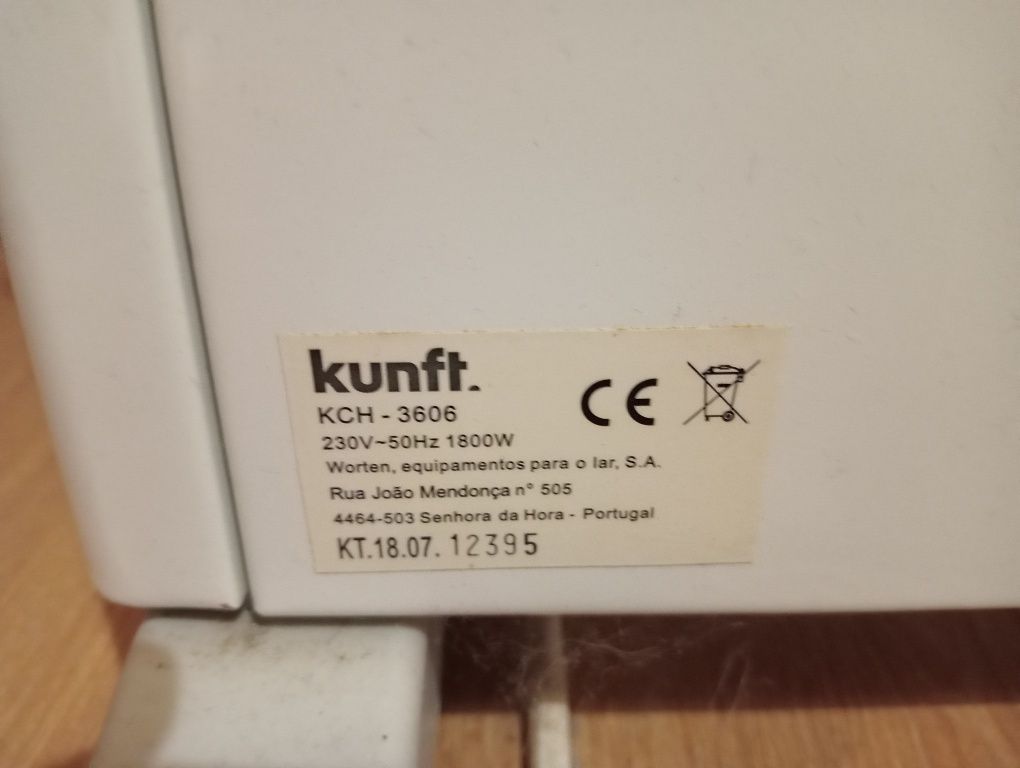 kunft.
KCH - 3606
230V~50Hz 1800W
Worten, equipamentos para o lar, S.A.
Rua João Mendonça n° 505
4464-503 Senhora da Hora - Portugal
KT.18.07. 12395
CE